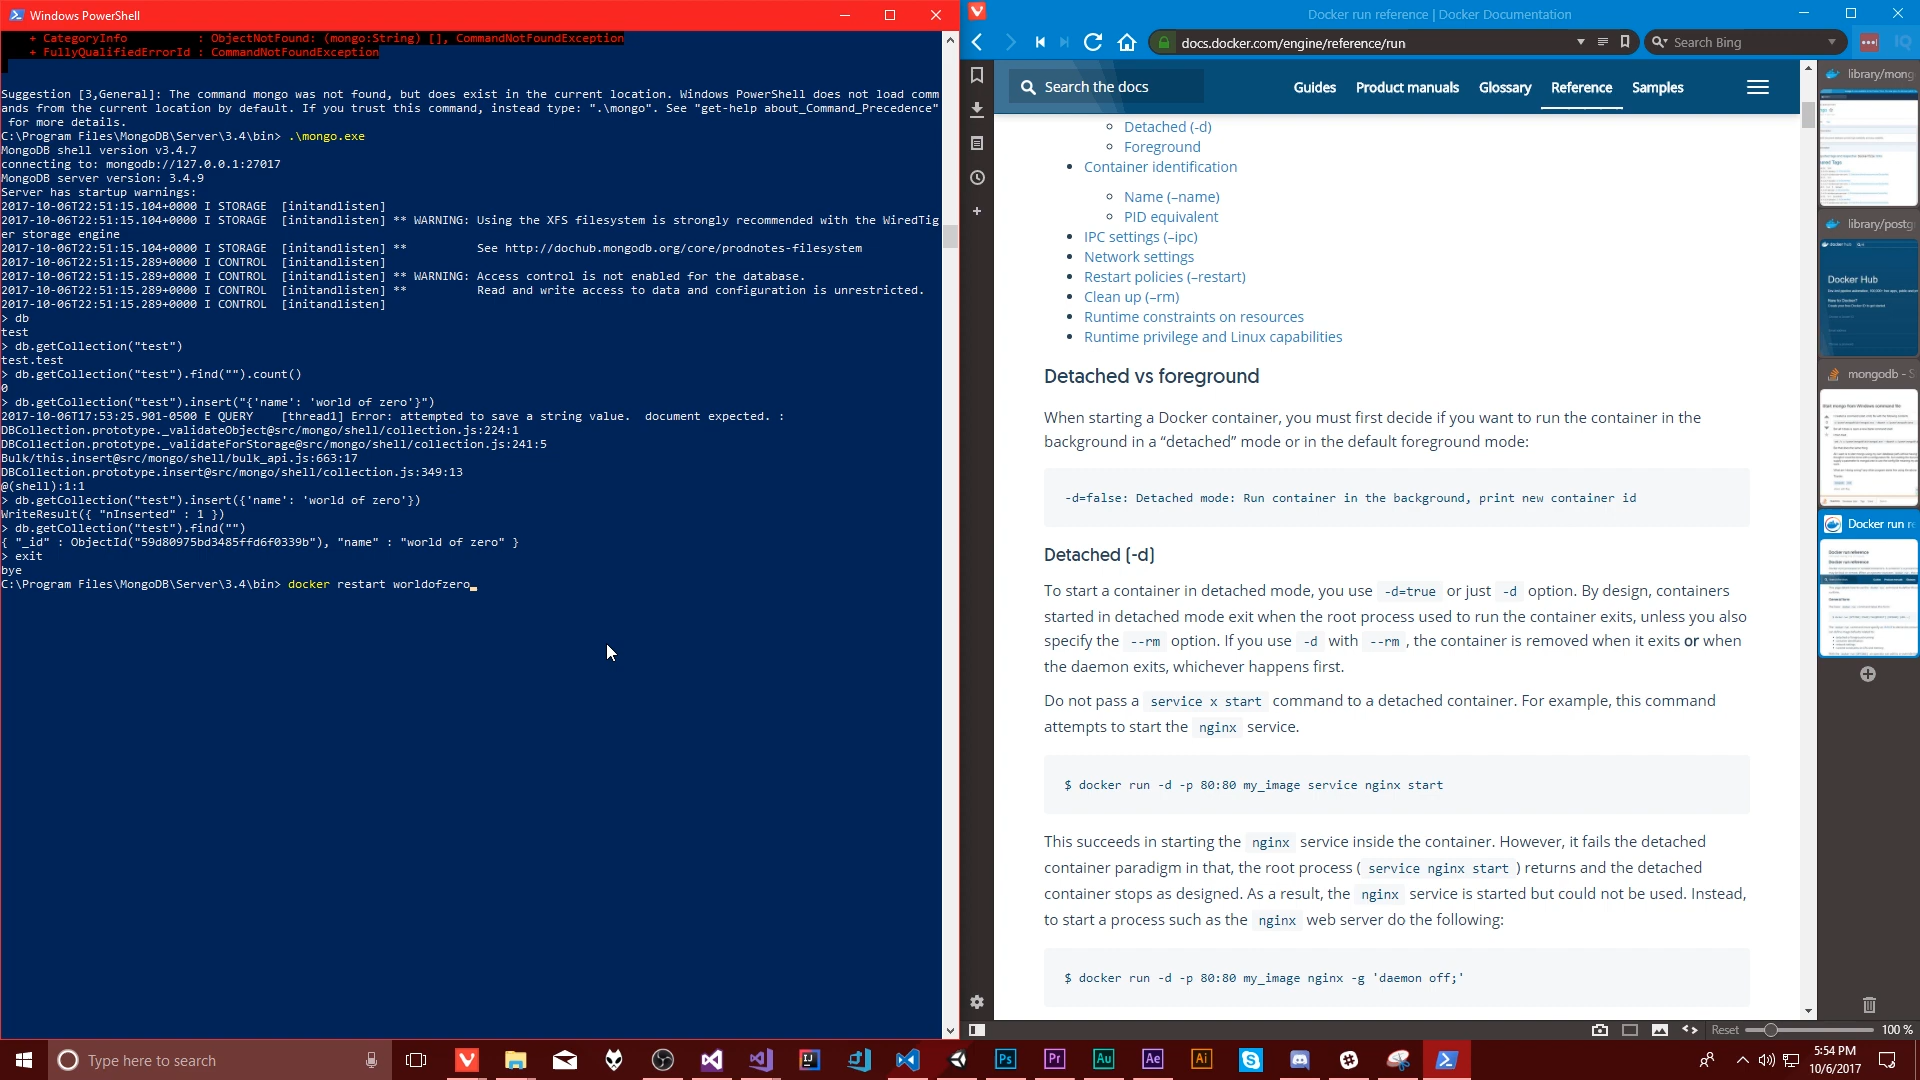 Windows PowerShell
+ CategoryInfo : ObjectNotFound: (mongo:String) [], CommandNotFoundException
+ FullyQualifiedErrorId : CommandNotFoundException
Suggestion [3,General]: The command mongo was not found, but does exist in the current location. Windows PowerShell does not load comm
ands from the current location by default. If you trust this command, instead type: ".\mongo". See "get-help about_Command_Precedence"
for more details.
C:\Program Files\MongoDB\Server\3.4\bin> .\mongo.exe
MongoDB shell version v3.4.7
connecting to: mongodb://127.0.0.1:27017
MongoDB server version: 3.4.9
Server has startup warnings:
2017-10-06T22:51:15.104+0000 I STORAGE [initandlisten]
2017-10-06T22:51:15.104+0000 I STORAGE [initandlisten] ** WARNING: Using the XFS filesystem is strongly recommended with the WiredTig
er storage engine
2017-10-06T22:51:15.104+0000 I STORAGE [initandlisten] ** See http://dochub.mongodb.org/core/prodnotes-filesystem
2017-10-06T22:51:15.289+0000 I CONTROL [initandlisten]
2017-10-06T22:51:15.289+0000 I CONTROL [initandlisten] ** WARNING: Access control is not enabled for the database.
2017-10-06T22:51:15.289+0000 I CONTROL [initandlisten] ** Read and write access to data and configuration is unrestricted.
2017-10-06T22:51:15.289+0000 I CONTROL [initandlisten]
> db
test
> db.getCollection("test")
test.test
> db.getCollection("test").find("").count()
0
> db.getCollection("test").insert("{'name': 'world of zero'}")
2017-10-06T17:53:25.901-0500 E QUERY [thread1] Error: attempted to save a string value. document expected. :
DBCollection.prototype._validateObject@src/mongo/shell/collection.js:224:1
DBCollection.prototype._validateForStorage@src/mongo/shell/collection.js:241:5
Bulk/this.insert@src/mongo/shell/bulk_api.js:663:17
DBCollection.prototype.insert@src/mongo/shell/collection.js:349:13
@(shell):1:1
> db.getCollection("test").insert({'name': 'world of zero'})
WriteResult({ "nInserted" : 1 })
> db.getCollection("test").find("")
{ "_id" : ObjectId("59d80975bd3485ffd6f0339b"), "name" : "world of zero" }
> exit
bye
C:\Program Files\MongoDB\Server\3.4\bin> docker restart worldofzero_
Docker run reference | Docker Documentation
docs.docker.com/engine/reference/run
Search Bing
Search the docs
Guides Product manuals Glossary Reference Samples
Detached (-d)
Foreground
Container identification
Name (–name)
PID equivalent
IPC settings (–ipc)
Network settings
Restart policies (–restart)
Clean up (–rm)
Runtime constraints on resources
Runtime privilege and Linux capabilities
Detached vs foreground
When starting a Docker container, you must first decide if you want to run the container in the
background in a “detached” mode or in the default foreground mode:
-d=false: Detached mode: Run container in the background, print new container id
Detached (-d)
To start a container in detached mode, you use -d=true or just -d option. By design, containers
started in detached mode exit when the root process used to run the container exits, unless you also
specify the --rm option. If you use -d with --rm , the container is removed when it exits or when
the daemon exits, whichever happens first.
Do not pass a service x start command to a detached container. For example, this command
attempts to start the nginx service.
$ docker run -d -p 80:80 my_image service nginx start
This succeeds in starting the nginx service inside the container. However, it fails the detached
container paradigm in that, the root process ( service nginx start ) returns and the detached
container stops as designed. As a result, the nginx service is started but could not be used. Instead,
to start a process such as the nginx web server do the following:
$ docker run -d -p 80:80 my_image nginx -g 'daemon off;'
library/mong
library/postg
Docker Hub
mongodb - S
Docker run re
Reset
100 %
Type here to search
Ps
Pr
Au
Ae
Ai
5:54 PM
10/6/2017